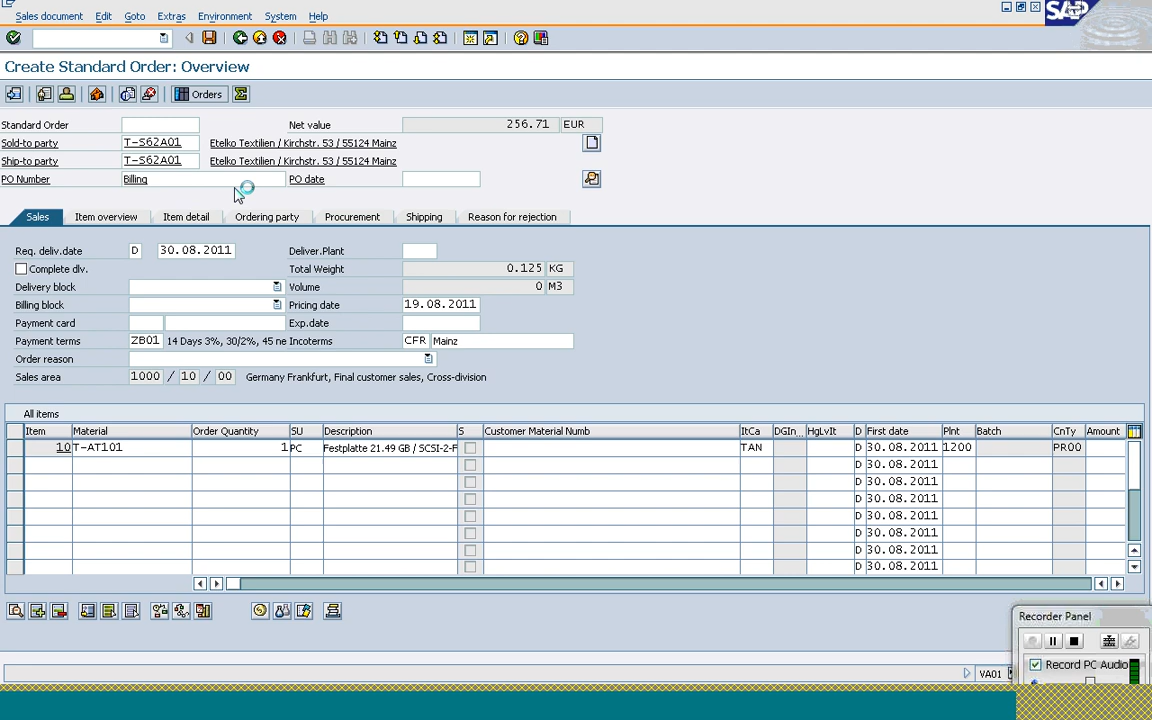 Sales document Edit Goto Extras Environment System Help
SAP
Create Standard Order: Overview
Orders
Standard Order Net value 256.71 EUR
Sold-to party T-S62A01 Etelko Textilien / Kirchstr. 53 / 55124 Mainz
Ship-to party T-S62A01 Etelko Textilien / Kirchstr. 53 / 55124 Mainz
PO Number Billing PO date
Sales Item overview Item detail Ordering party Procurement Shipping Reason for rejection
Req. deliv.date D 30.08.2011 Deliver.Plant
Complete dlv. Total Weight 0.125 KG
Delivery block Volume 0 M3
Billing block Pricing date 19.08.2011
Payment card Exp.date
Payment terms ZB01 14 Days 3%, 30/2%, 45 ne Incoterms CFR Mainz
Order reason
Sales area 1000 / 10 / 00 Germany Frankfurt, Final customer sales, Cross-division
All items
Item Material Order Quantity SU Description S Customer Material Numb ItCa DGIn... HgLvIt D First date Plnt Batch CnTy Amount
10 T-AT101 1 PC Festplatte 21.49 GB / SCSI-2-F TAN D 30.08.2011 1200 PR00
D 30.08.2011
D 30.08.2011
D 30.08.2011
D 30.08.2011
D 30.08.2011
D 30.08.2011
D 30.08.2011
Recorder Panel
Record PC Audio
VA01